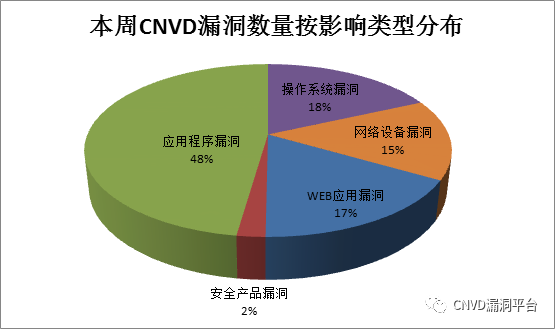 本周CNVD漏洞数量按影响类型分布
操作系统漏洞
18%
网络设备漏洞
15%
WEB应用漏洞
17%
安全产品漏洞
2%
应用程序漏洞
48%
CNVD漏洞平台